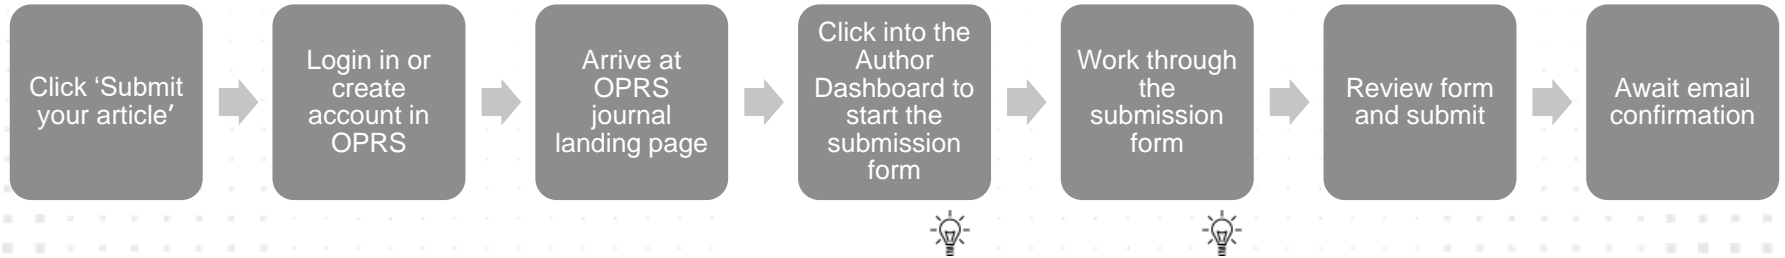 Click ‘Submit
your article’
Login in or
create
account in
OPRS
Arrive at
OPRS
journal
landing page
Click into the
Author
Dashboard to
start the
submission
form
Work through
the
submission
form
Review form
and submit
Await email
confirmation